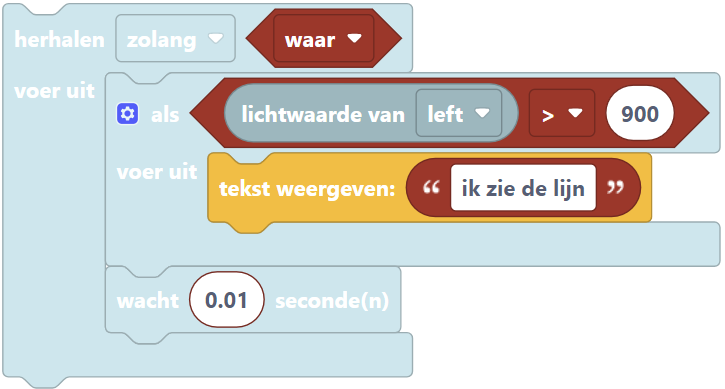 herhalen zolang waar
voer uit
als lichtwaarde van left > 900
voer uit
tekst weergeven: “ ik zie de lijn ”
wacht 0.01 seconde(n)